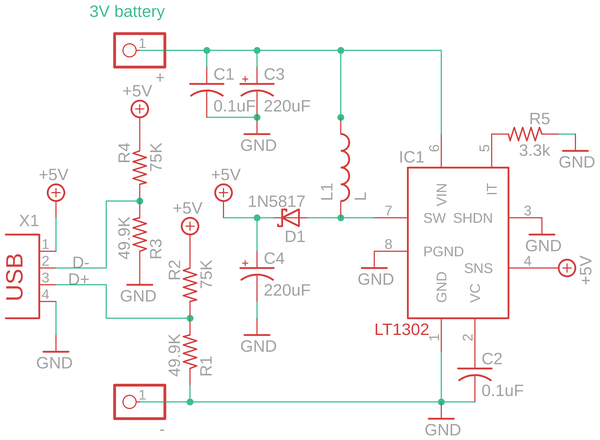 3V battery
1
+
C1
C3
+
0.1uF
220uF
GND
+5V
R4
75K
R5
3.3k
GND
IC1
6
5
VIN
IT
+5V
X1
USB
1
2
3
4
D-
D+
GND
49.9K
R3
GND
+5V
R2
75K
49.9K
R1
+5V
1N5817
D1
L1
L
+
C4
220uF
GND
7
SW
SHDN
3
GND
8
PGND
GND
SNS
4
+5V
GND
VC
LT1302
1
2
C2
0.1uF
GND
1
-